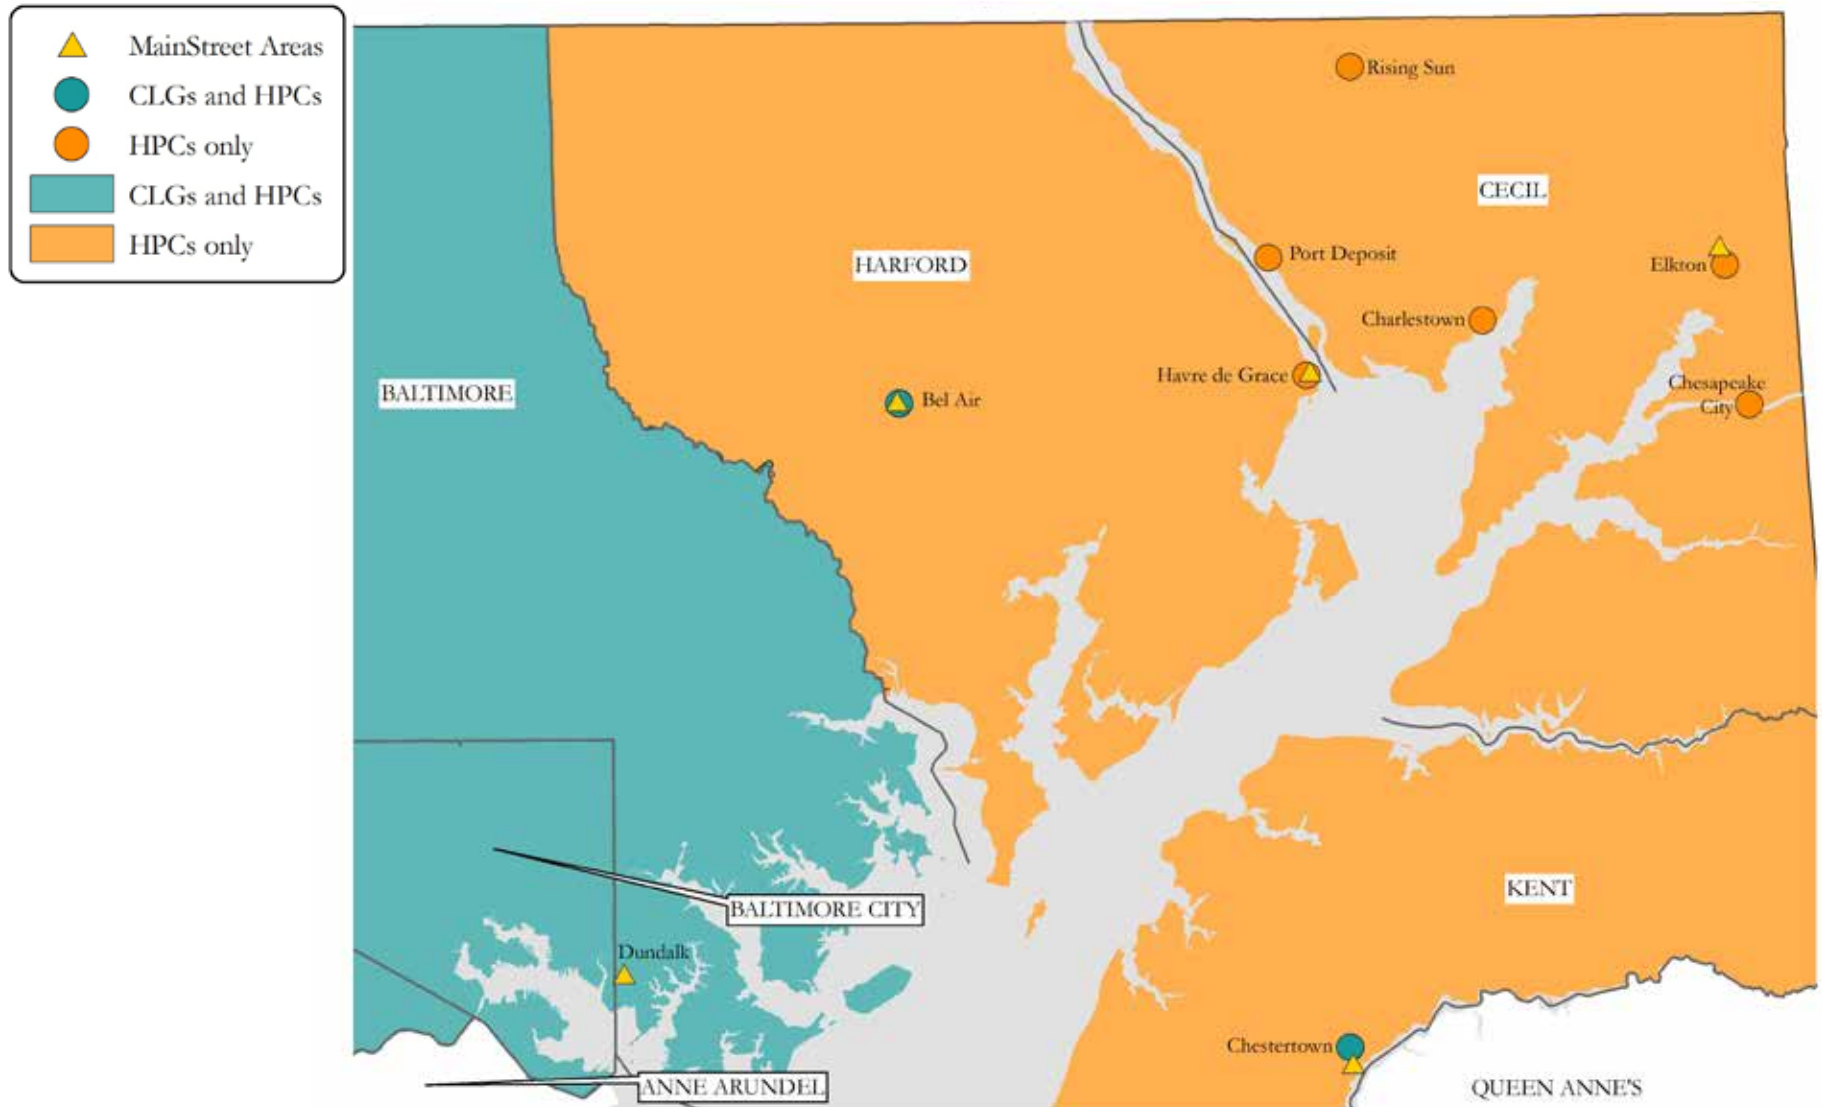 MainStreet Areas
CLGs and HPCs
HPCs only
CLGs and HPCs
HPCs only
Rising Sun
CECIL
Port Deposit
HARFORD
Elkton
Charlestown
Havre de Grace
Chesapeake
City
BALTIMORE
Bel Air
KENT
BALTIMORE CITY
Dundalk
Chestertown
ANNE ARUNDEL
QUEEN ANNE'S